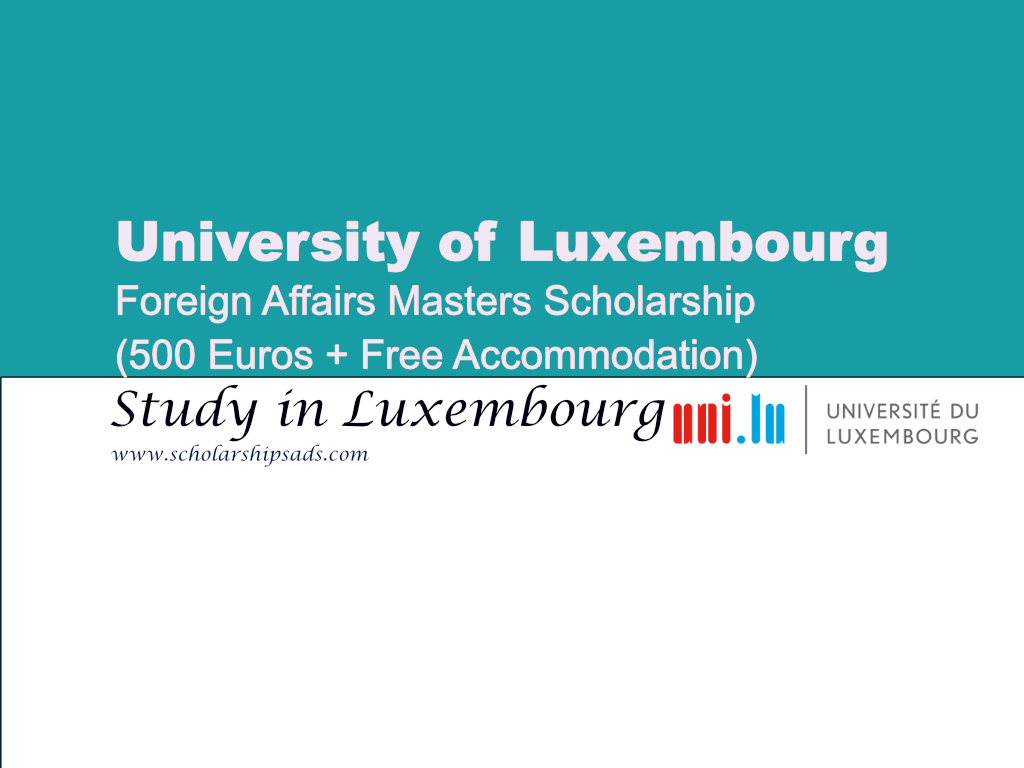 University of Luxembourg
Foreign Affairs Masters Scholarship
(500 Euros + Free Accommodation)
Study in Luxembourg
www.scholarshipsads.com
uni.lu
UNIVERSITÉ DU
LUXEMBOURG